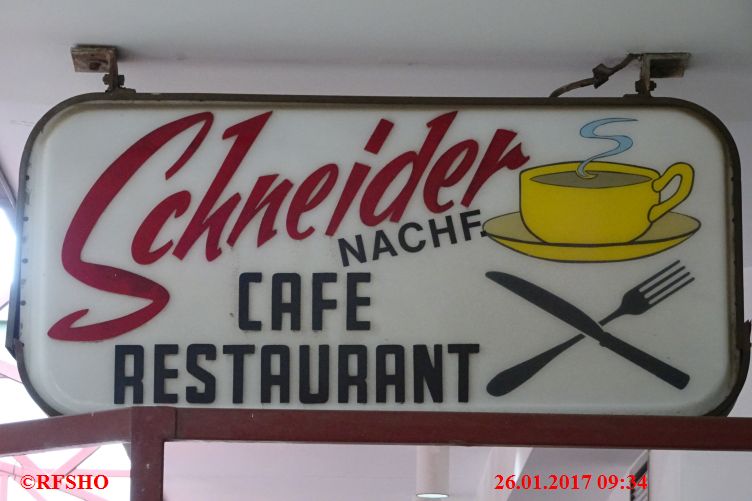 Schneider
NACHF.
CAFE
RESTAURANT
©RFSHO
26.01.2017 09:34